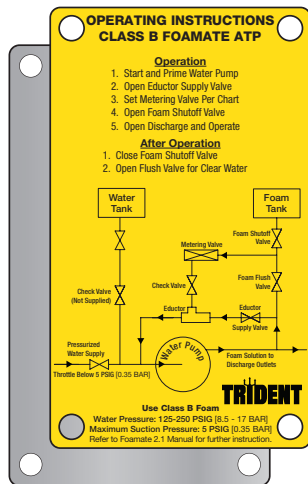 OPERATING INSTRUCTIONS
CLASS B FOAMATE ATP
Operation
1. Start and Prime Water Pump
2. Open Eductor Supply Valve
3. Set Metering Valve Per Chart
4. Open Foam Shutoff Valve
5. Open Discharge and Operate
After Operation
1. Close Foam Shutoff Valve
2. Open Flush Valve for Clear Water
Water
Tank
Foam
Tank
Foam Shutoff
Valve
Metering Valve
Check Valve
Foam Flush
Valve
Check Valve
(Not Supplied)
Eductor
Eductor
Supply Valve
Pressurized
Water Supply
Water Pump
Throttle Below 5 PSIG [0.35 BAR]
Foam Solution to
Discharge Outlets
TRIDENT
Use Class B Foam
Water Pressure: 125-250 PSIG [8.5 - 17 BAR]
Maximum Suction Pressure: 5 PSIG [0.35 BAR]
Refer to Foamate 2.1 Manual for further instruction.